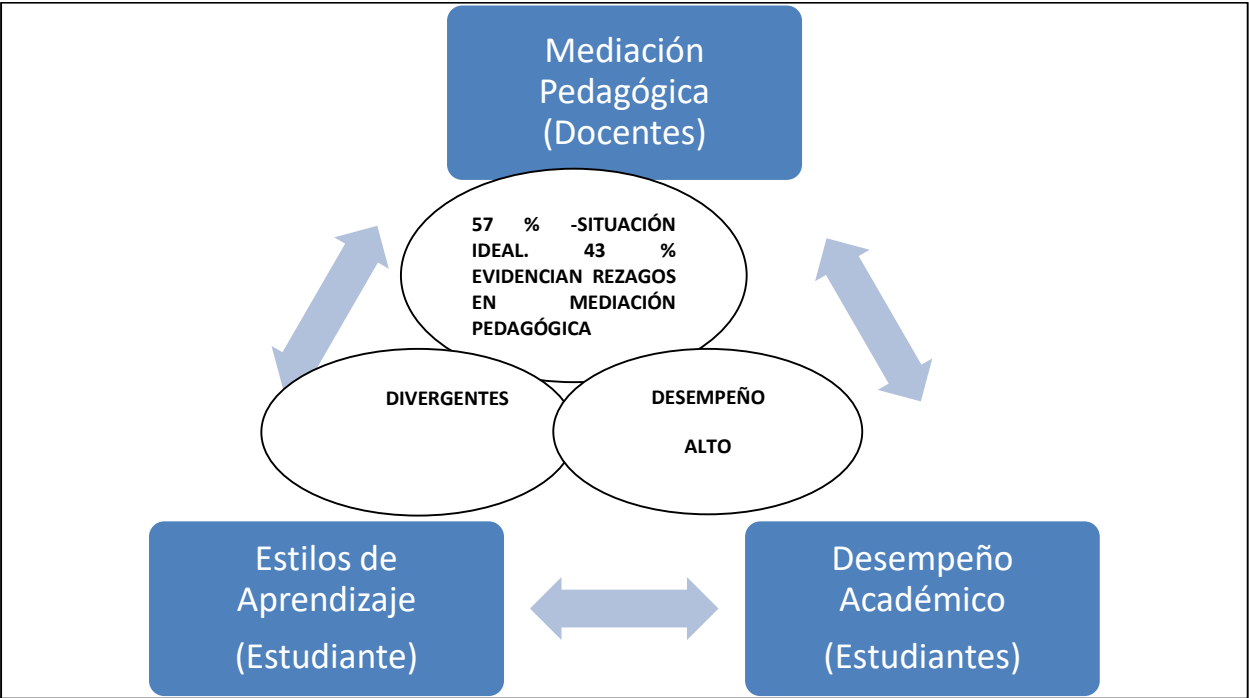 Mediación
Pedagógica
(Docentes)
57 % -SITUACIÓN
IDEAL. 43 %
EVIDENCIAN REZAGOS
EN MEDIACIÓN
PEDAGÓGICA
DIVERGENTES
DESEMPEÑO
ALTO
Estilos de
Aprendizaje
(Estudiante)
Desempeño
Académico
(Estudiantes)